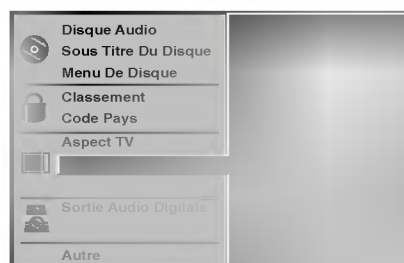 Disque Audio
Sous Titre Du Disque
Menu De Disque
Classement
Code Pays
Aspect TV
Sortie Audio Digitale
Autre